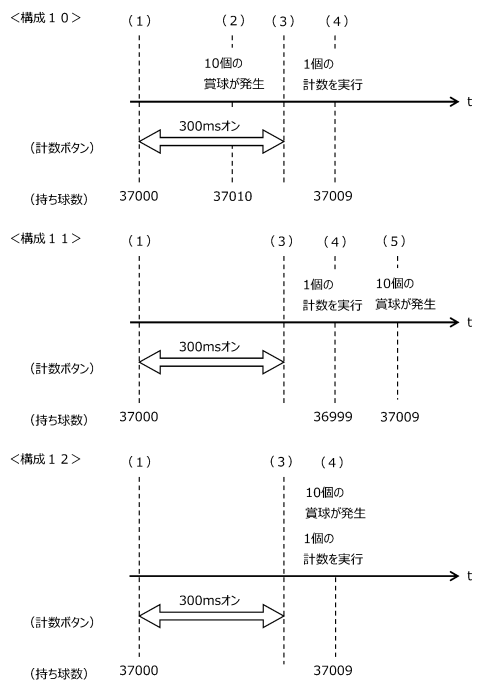 ＜構成１０＞
（１）
（２）
（３）
（４）
10個の
賞球が発生
1個の
計数を実行
t
300msオン
（計数ボタン）
（持ち球数）
37000
37010
37009
＜構成１１＞
（１）
（３）
（４）
（５）
1個の
計数を実行
10個の
賞球が発生
t
300msオン
（計数ボタン）
（持ち球数）
37000
36999
37009
＜構成１２＞
（１）
（３）
（４）
10個の
賞球が発生
1個の
計数を実行
t
300msオン
（計数ボタン）
（持ち球数）
37000
37009